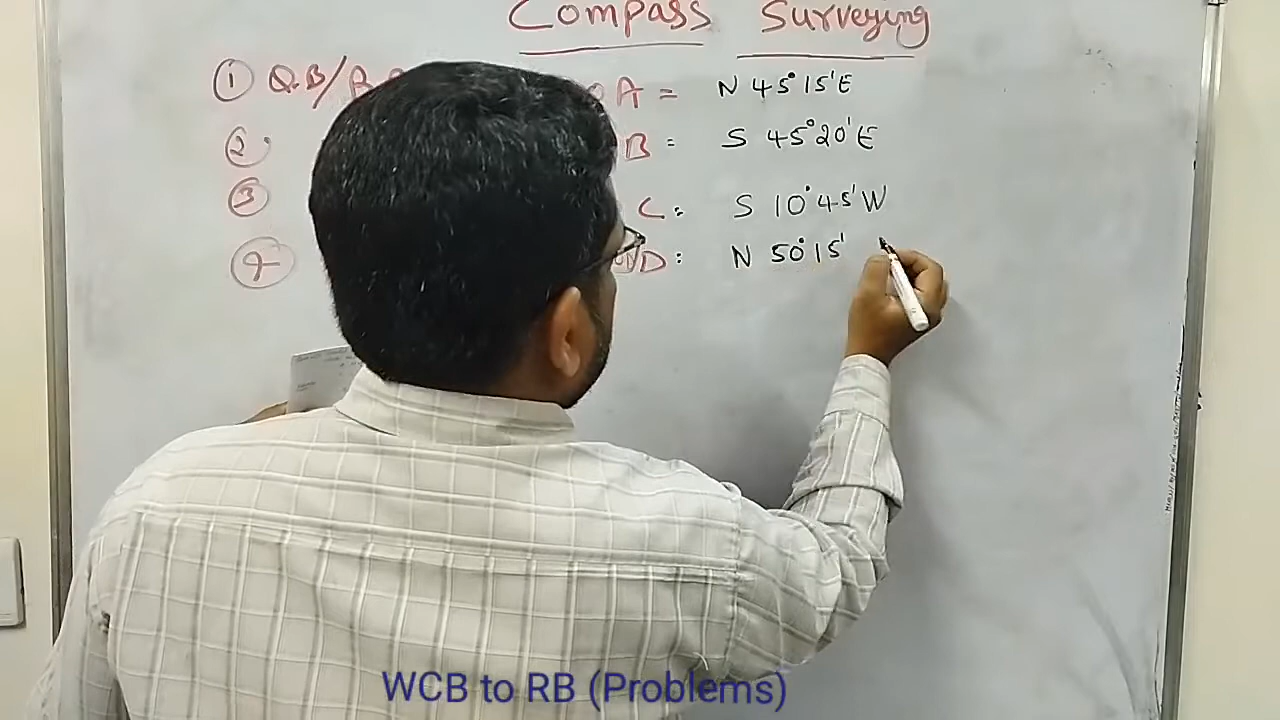 Compass Surveying
① Q.B/ A = N 45°15'E
② B = S 45°20'E
③ C: S 10°45'W
④ D: N 50°15'
WCB to RB (Problems)